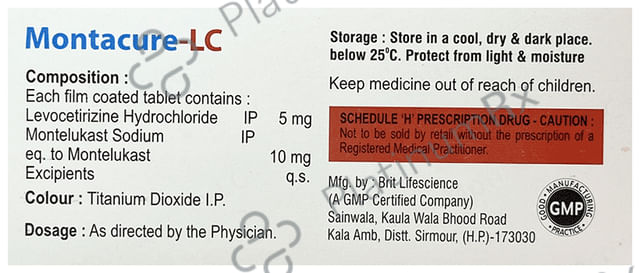 Montacure-LC
Composition :
Each film coated tablet contains :
Levocetirizine Hydrochloride IP 5 mg
Montelukast Sodium IP
eq. to Montelukast 10 mg
Excipients q.s.
Colour : Titanium Dioxide I.P.
Dosage : As directed by the Physician.
Storage : Store in a cool, dry & dark place.
below 25⁰C. Protect from light & moisture
Keep medicine out of reach of children.
SCHEDULE 'H' PRESCRIPTION DRUG - CAUTION :
Not to be sold by retail without the prescription of a
Registered Medical Practitioner.
Mfg. by : Brit Lifescience
(A GMP Certified Company)
Sainwala, Kaula Wala Bhood Road
Kala Amb, Distt. Sirmour, (H.P.)-173030
GOOD MANUFACTURING
GMP
PRACTICE
PlatinumRx